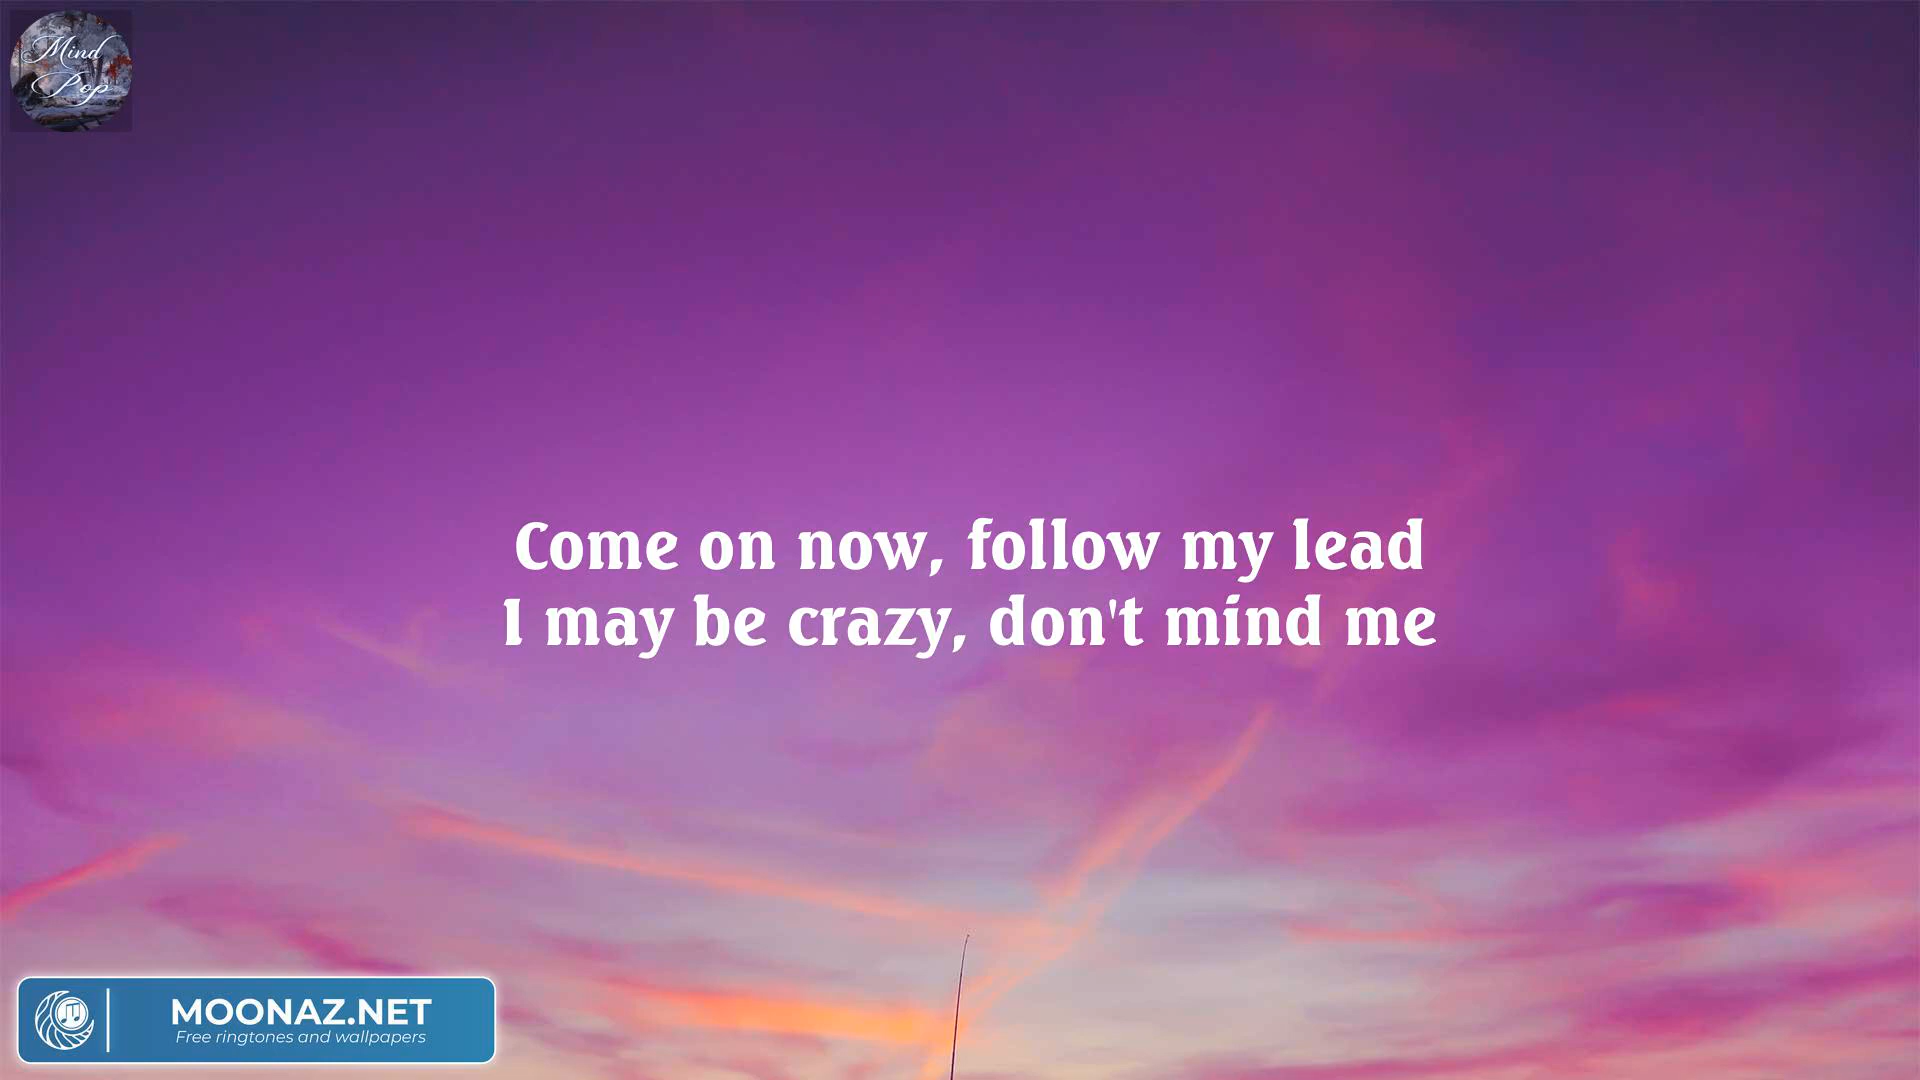 Mind
Pop
Come on now, follow my lead
I may be crazy, don't mind me
MOONAZ.NET
Free ringtones and wallpapers